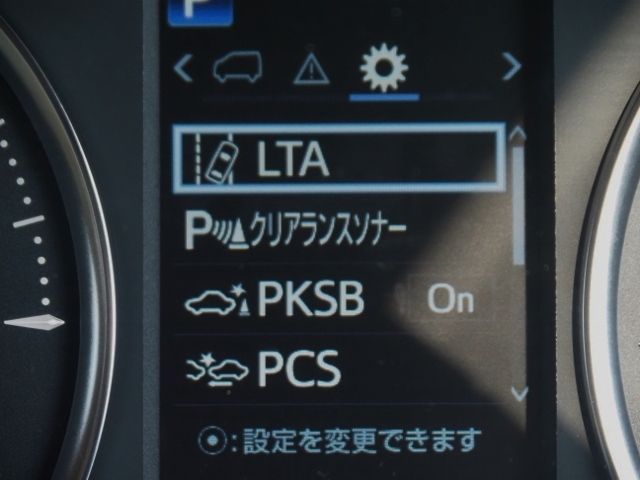 P
LTA
Pクリアランスソナー
PKSB On
PCS
:設定を変更できます